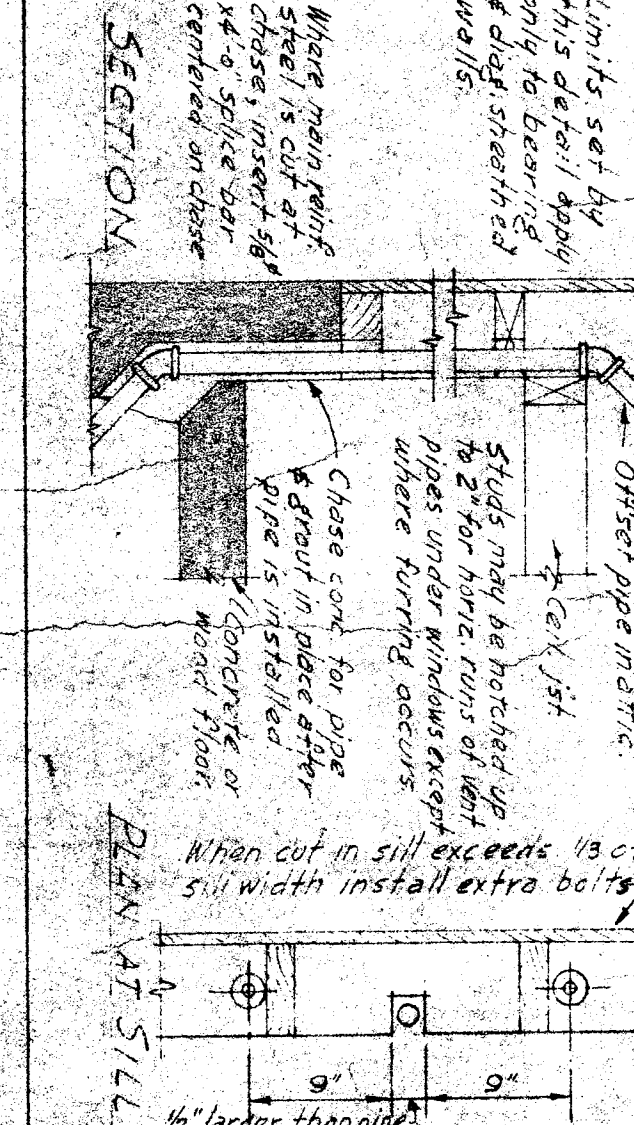 Limits set by
this detail apply
only to bearing
& diag. sheathed
walls.
Where main reinf.
steel is cut at
chase, insert 5/8"ϕ
x4'-0" splice bar
centered on chase
SECTION
Offset pipe in attic.
Ceil. jst.
Studs may be notched up
to 2" for horiz. runs of vent
pipes under windows except
where furring occurs.
Chase conc. for pipe
& grout in place after
pipe is installed
Concrete or
wood floor.
When cut in sill exceeds 1/3 of
sill width install extra bolts
9"
9"
1/2" larger than pipe
PLAN AT SILL